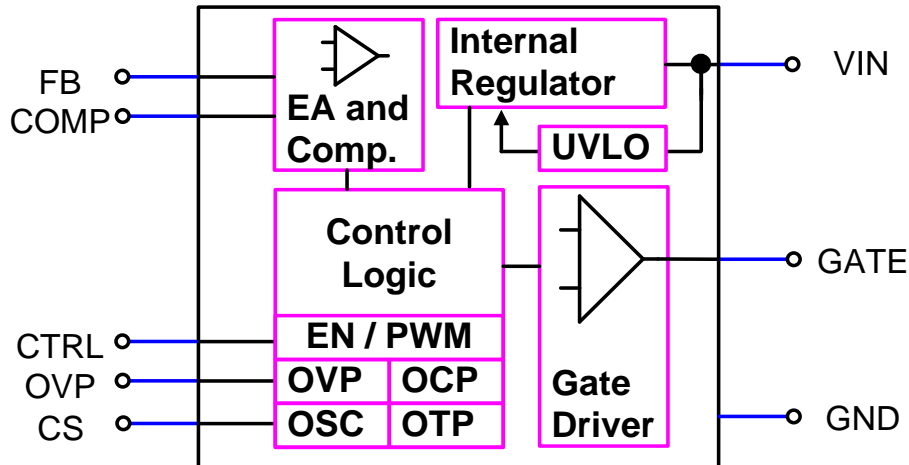 FB
COMP
EA and
Comp.
Internal
Regulator
VIN
UVLO
Control
Logic
GATE
CTRL
EN / PWM
OVP
OVP
OCP
CS
OSC
OTP
Gate
Driver
GND